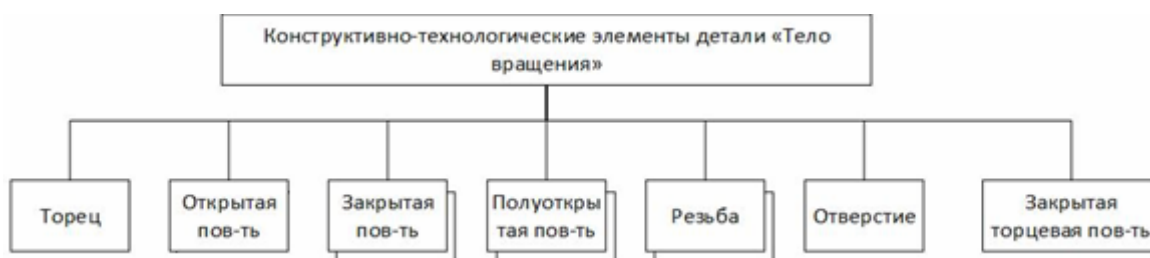 Конструктивно-технологические элементы детали «Тело
вращения»
Торец
Открытая
пов-ть
Закрытая
пов-ть
Полуоткры
тая пов-ть
Резьба
Отверстие
Закрытая
торцевая пов-ть